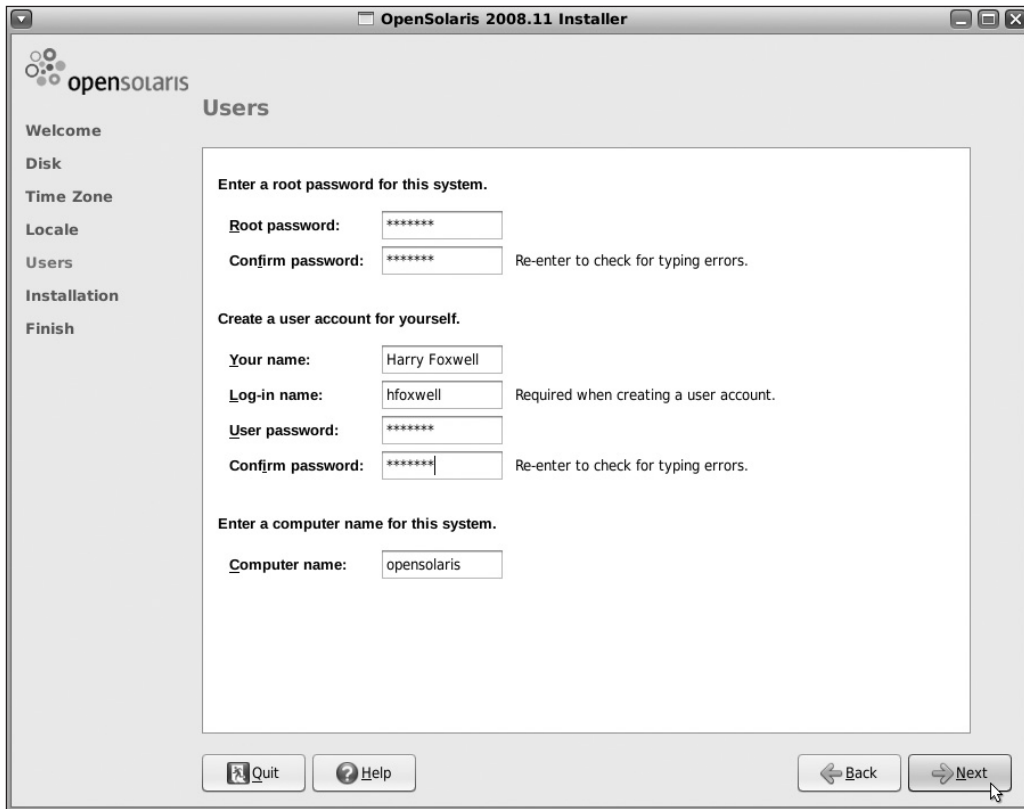 OpenSolaris 2008.11 Installer
opensolaris
Users
Welcome
Disk
Time Zone
Locale
Users
Installation
Finish
Enter a root password for this system.
Root password: *******
Confirm password: ******* Re-enter to check for typing errors.
Create a user account for yourself.
Your name: Harry Foxwell
Log-in name: hfoxwell Required when creating a user account.
User password: *******
Confirm password: ******* Re-enter to check for typing errors.
Enter a computer name for this system.
Computer name: opensolaris
Quit Help Back Next